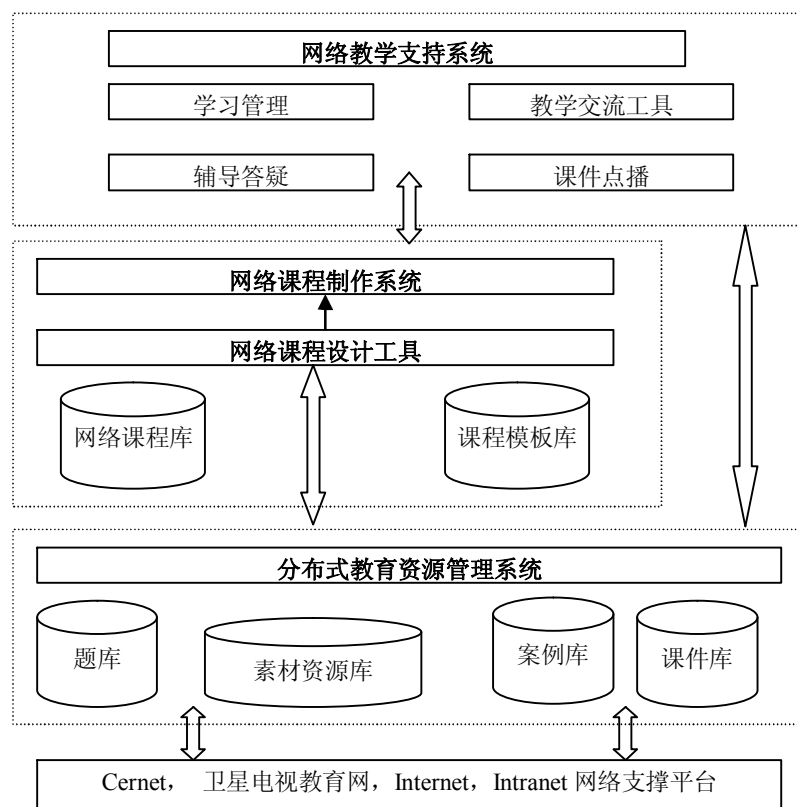 网络教学支持系统
学习管理 教学交流工具
辅导答疑 课件点播
网络课程制作系统
网络课程设计工具
网络课程库 课程模板库
分布式教育资源管理系统
题库 素材资源库 案例库 课件库
Cernet， 卫星电视教育网，Internet，Intranet 网络支撑平台